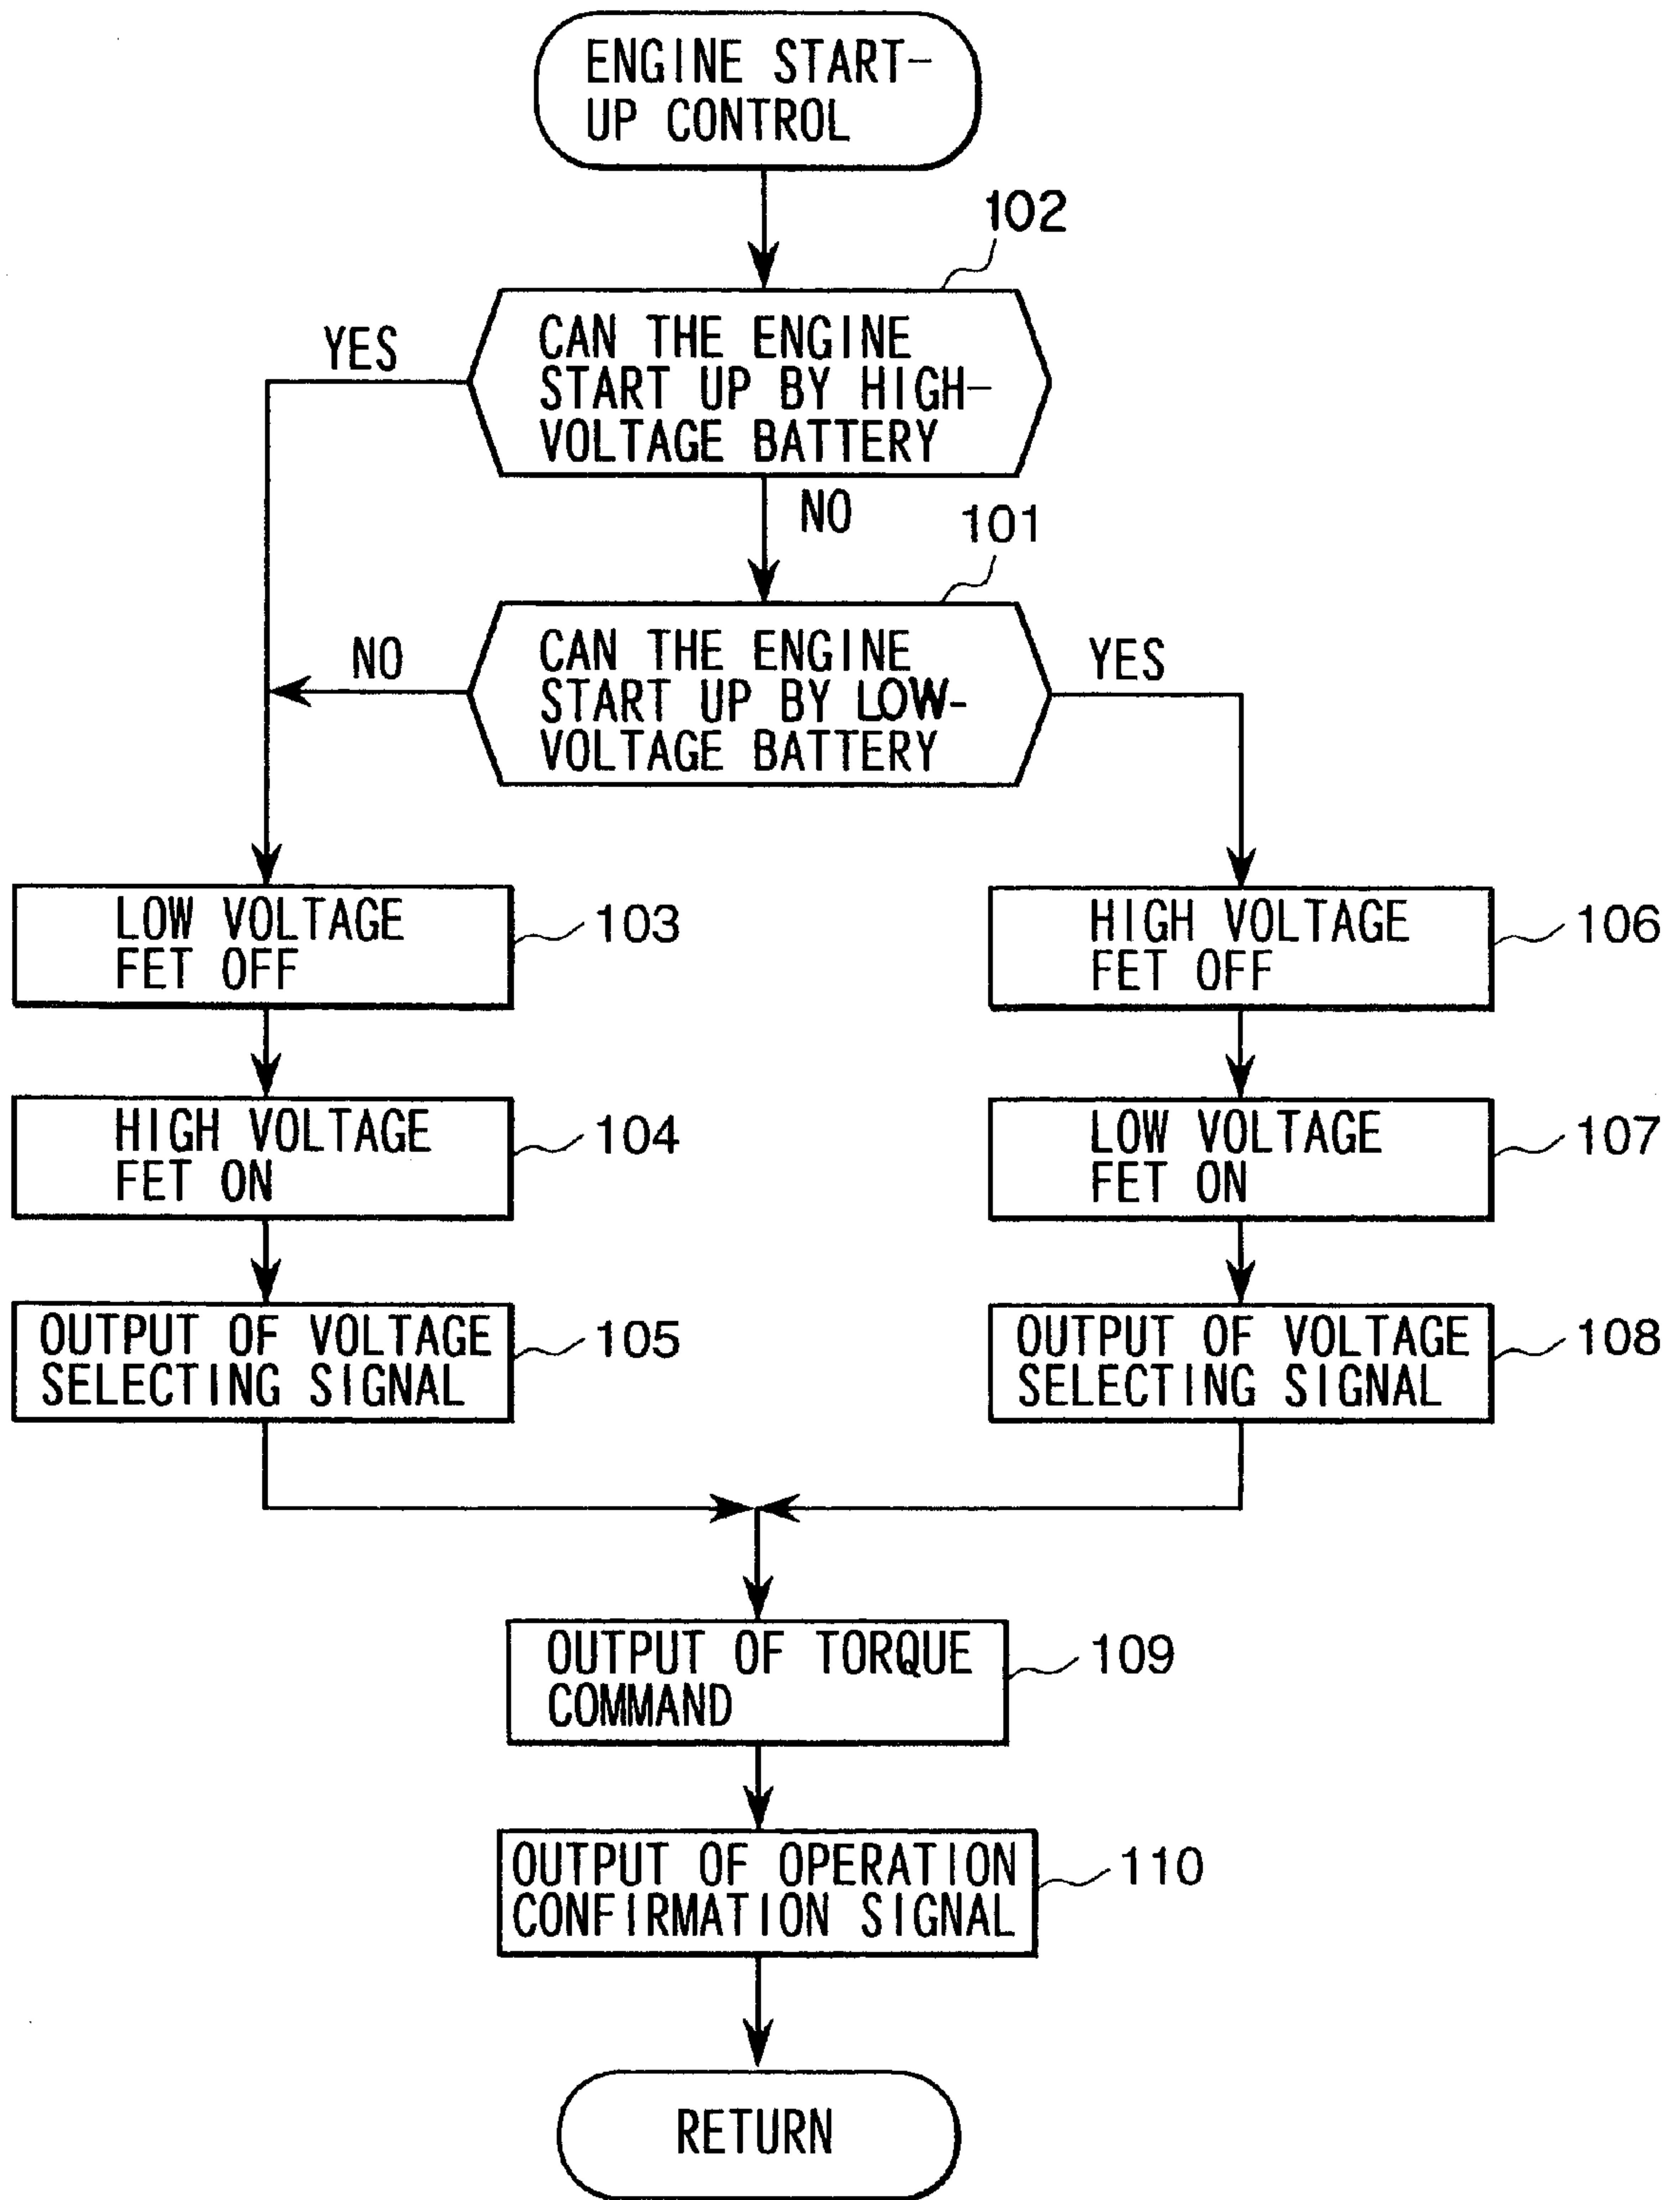 ENGINE START-
UP CONTROL
102
YES
CAN THE ENGINE
START UP BY HIGH-
VOLTAGE BATTERY
NO
101
NO
CAN THE ENGINE
START UP BY LOW-
VOLTAGE BATTERY
YES
LOW VOLTAGE
FET OFF
103
HIGH VOLTAGE
FET OFF
106
HIGH VOLTAGE
FET ON
104
LOW VOLTAGE
FET ON
107
OUTPUT OF VOLTAGE
SELECTING SIGNAL
105
OUTPUT OF VOLTAGE
SELECTING SIGNAL
108
OUTPUT OF TORQUE
COMMAND
109
OUTPUT OF OPERATION
CONFIRMATION SIGNAL
110
RETURN